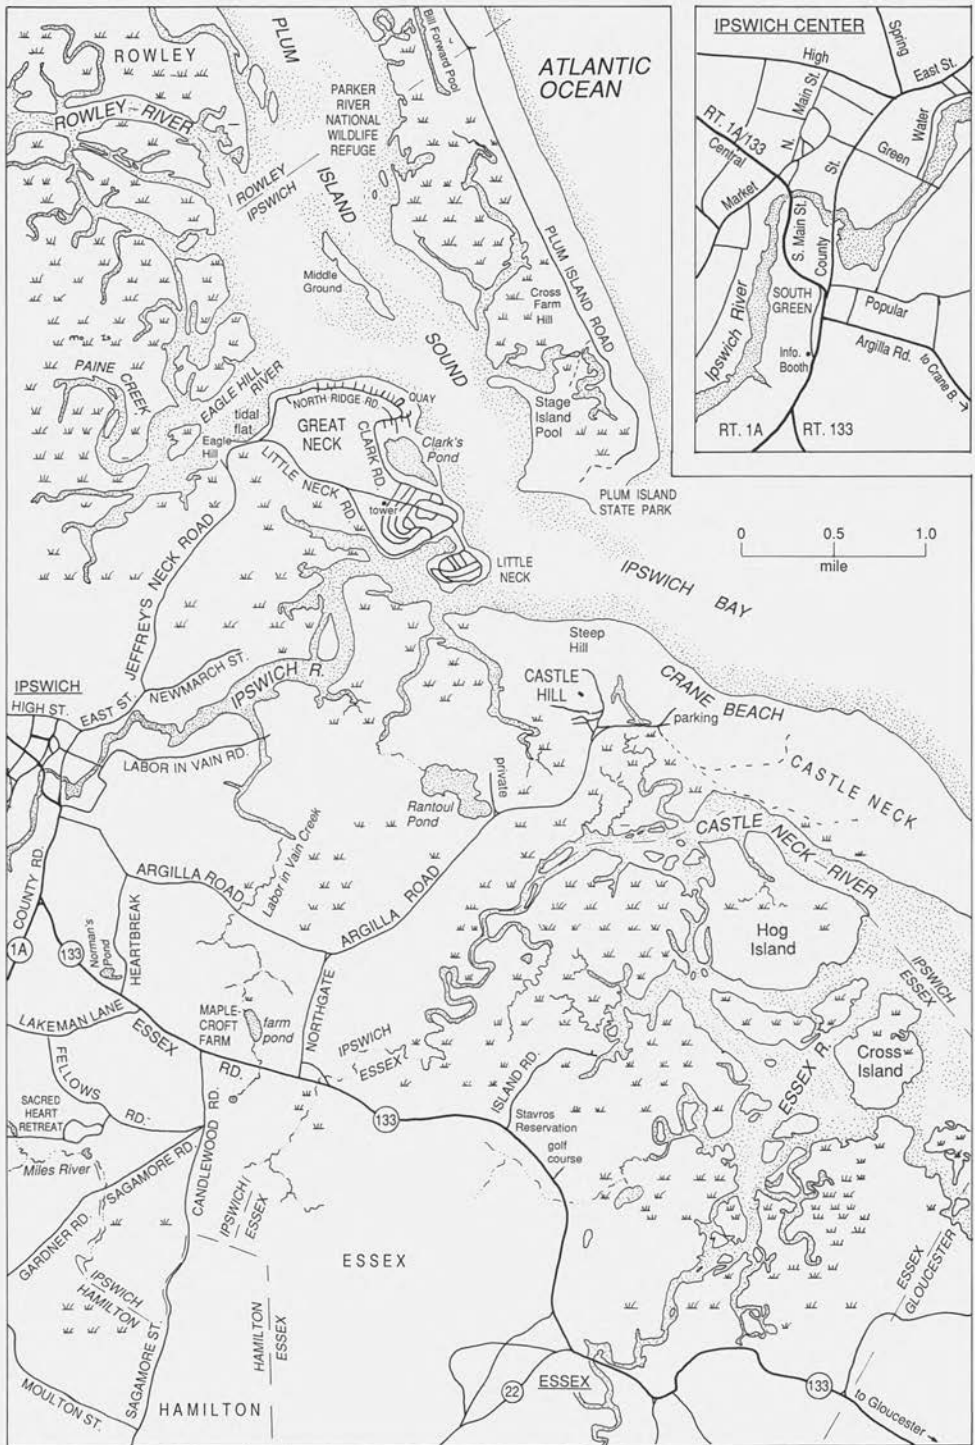 ROWLEY
ROWLEY RIVER
PLUM
ISLAND
SOUND
Bill Forward Pool
PARKER
RIVER
NATIONAL
WILDLIFE
REFUGE
ROWLEY
IPSWICH
ATLANTIC
OCEAN
PLUM ISLAND ROAD
Middle
Ground
Cross
Farm
Hill
Stage
Island
Pool
PLUM ISLAND
STATE PARK
PAINE CREEK
EAGLE HILL
RIVER
tidal
flat
Eagle
Hill
NORTH RIDGE RD.
QUAY
GREAT
NECK
CLARK RD.
Clark's
Pond
LITTLE NECK RD.
tower
LITTLE
NECK
JEFFREY'S NECK ROAD
IPSWICH BAY
0 0.5 1.0
mile
IPSWICH CENTER
High
Spring
East St.
N. Main St.
Water
RT. 1A/133
Central
Green
Market
S. Main St.
County St.
Ipswich River
SOUTH
GREEN
Popular
Argilla Rd.
to Crane B.
Info.
Booth
RT. 1A
RT. 133
Steep
Hill
CASTLE
HILL
CRANE BEACH
parking
CASTLE NECK
IPSWICH
HIGH ST.
EAST ST.
NEWMARCH ST.
IPSWICH R.
LABOR IN VAIN RD.
Rantoul
Pond
private
Labor in Vain Creek
CASTLE NECK RIVER
ARGILLA ROAD
ARGILLA ROAD
COUNTY RD.
1A
133
Norman's
Pond
HEARTBREAK
Hog
Island
IPSWICH
ESSEX
LAKEMAN LANE
ESSEX RD.
MAPLE-
CROFT
FARM
farm
pond
NORTHGATE
IPSWICH
ESSEX
ISLAND RD.
ESSEX R.
Cross
Island
FELLOWS RD.
SACRED
HEART
RETREAT
133
Stavros
Reservation
golf
course
Miles River
SAGAMORE RD.
CANDLEWOOD RD.
GARDNER RD.
IPSWICH
ESSEX
IPSWICH
HAMILTON
ESSEX
ESSEX
GLOUCESTER
HAMILTON
ESSEX
SAGAMORE ST.
MOULTON ST.
HAMILTON
22
ESSEX
133
to Gloucester